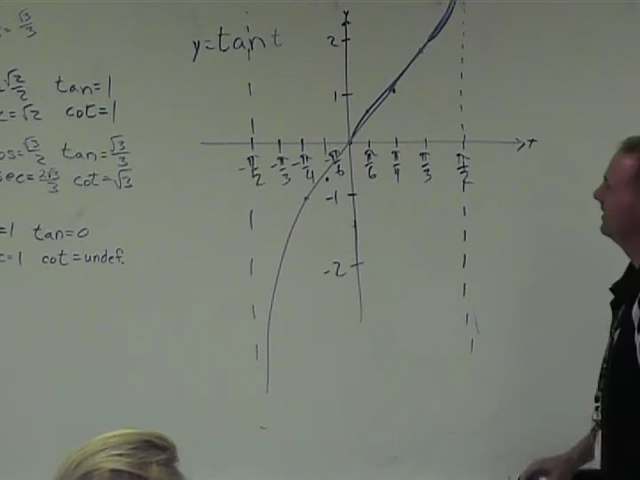 = √3/3
y=tan t
y
2
√2/2 tan=1
c=√2 cot=1
1
os=√3/2 tan=√3/3
sec=2√3/3 cot=√3
-π/2 -π/3 -π/4 -π/6 π/6 π/4 π/3 π/2 t
-1
=1 tan=0
c=1 cot=undef.
-2